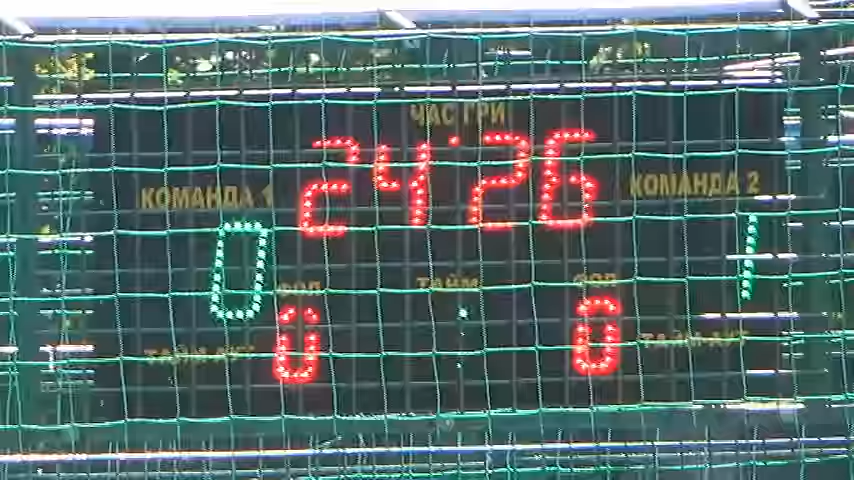 ЧАС ГРИ
24:26
КОМАНДА 1
КОМАНДА 2
0
1
ФОЛ
ТАЙМ
ФОЛ
0
0
ТАЙМ-АУТ
ТАЙМ-АУТ